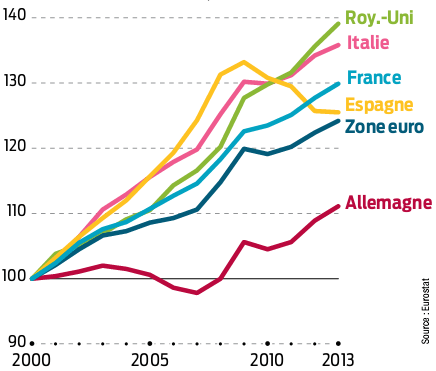 140
Roy.-Uni
Italie
130
France
Espagne
120
Zone euro
110
Allemagne
100
90
2000 2005 2010 2013
Source : Eurostat